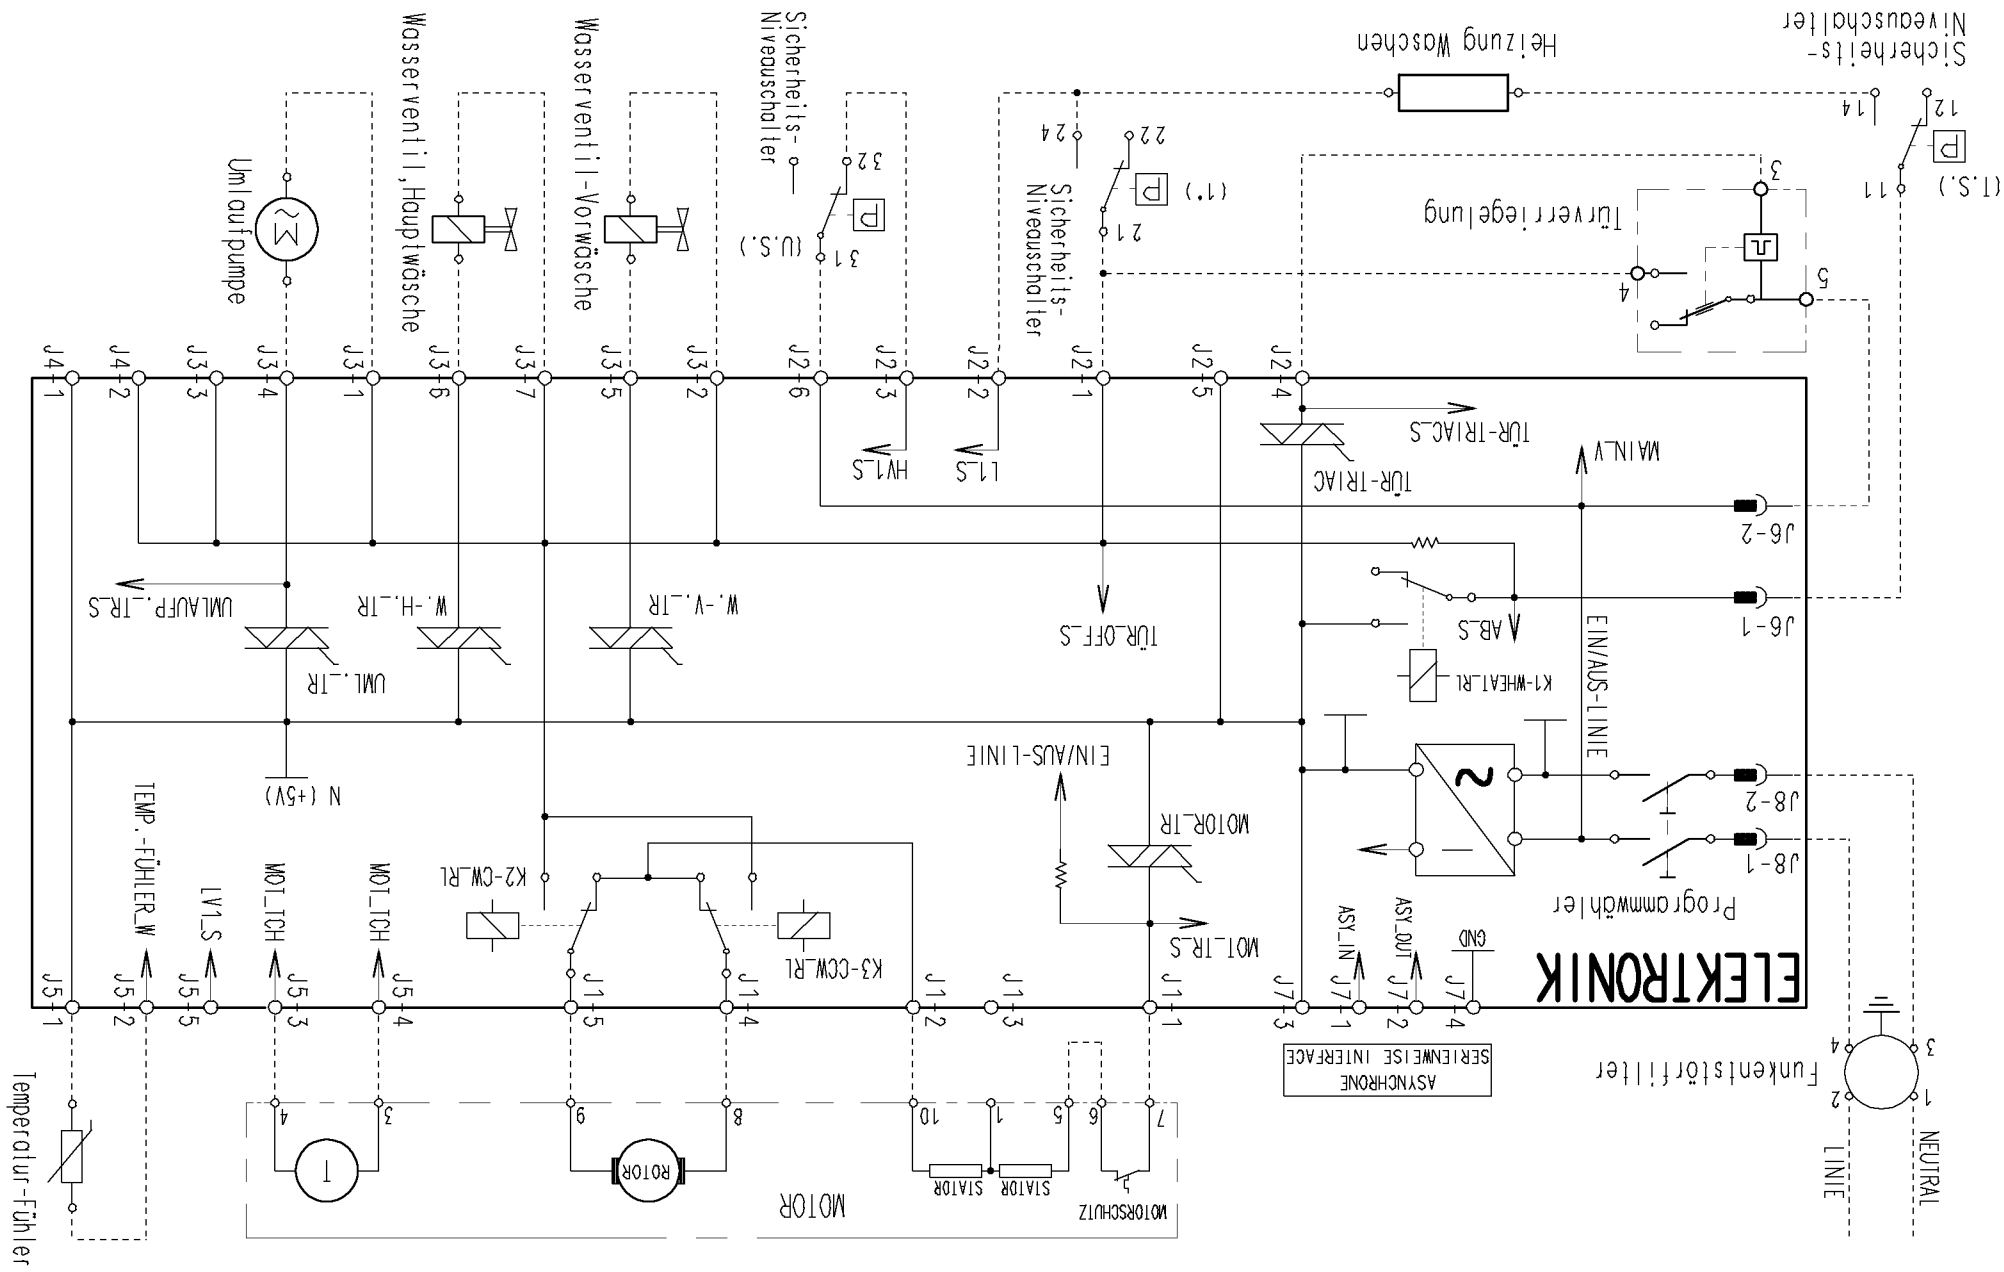 Temperatur-Fühler
MOTOR
T
4
3
ROTOR
9
8
STATOR
STATOR
MOTORSCHUTZ
10
1
5
6
7
LINIE
NEUTRAL
Funkentstörfilter
2
1
4
3
ASYNCHRONE
SERIENWEISE INTERFACE
ELEKTRONIK
J5-1
J5-2
J5-5
J5-3
J5-4
J1-5
J1-4
J1-2
J1-3
J1-1
J7-3
J7-1
J7-2
J7-4
TEMP.-FÜHLER_W
LV1_S
MOT_TCH
MOT_TCH
K2-CW_RL
K3-CCW_RL
MOT_TR_S
MOTOR_TR
EIN/AUS-LINIE
ASY_IN
ASY_OUT
GND
Programmwähler
J8-1
J8-2
EIN/AUS-LINIE
K1-WHEAT_RL
AB_S
J6-1
J6-2
MAIN_V
N (+5V)
UML._TR
UMLAUFP._TR_S
W.-H._TR
W.-V._TR
TÜR_OFF_S
TÜR-TRIAC
TÜR-TRIAC_S
HV1_S
L1_S
J4-1
J4-2
J3-3
J3-4
J3-1
J3-6
J3-7
J3-5
J3-2
J2-6
J2-3
J2-2
J2-1
J2-5
J2-4
Umlaufpumpe
M
Wasserventil,Hauptwäsche
Wasserventil-Vorwäsche
Sicherheits-
Niveauschalter
(U.S.)
P
31
32
Sicherheits-
Niveauschalter
(1°)
P
21
22
24
Türverriegelung
3
4
5
Heizung Waschen
Sicherheits-
Niveauschalter
(T.S.)
P
11
12
14